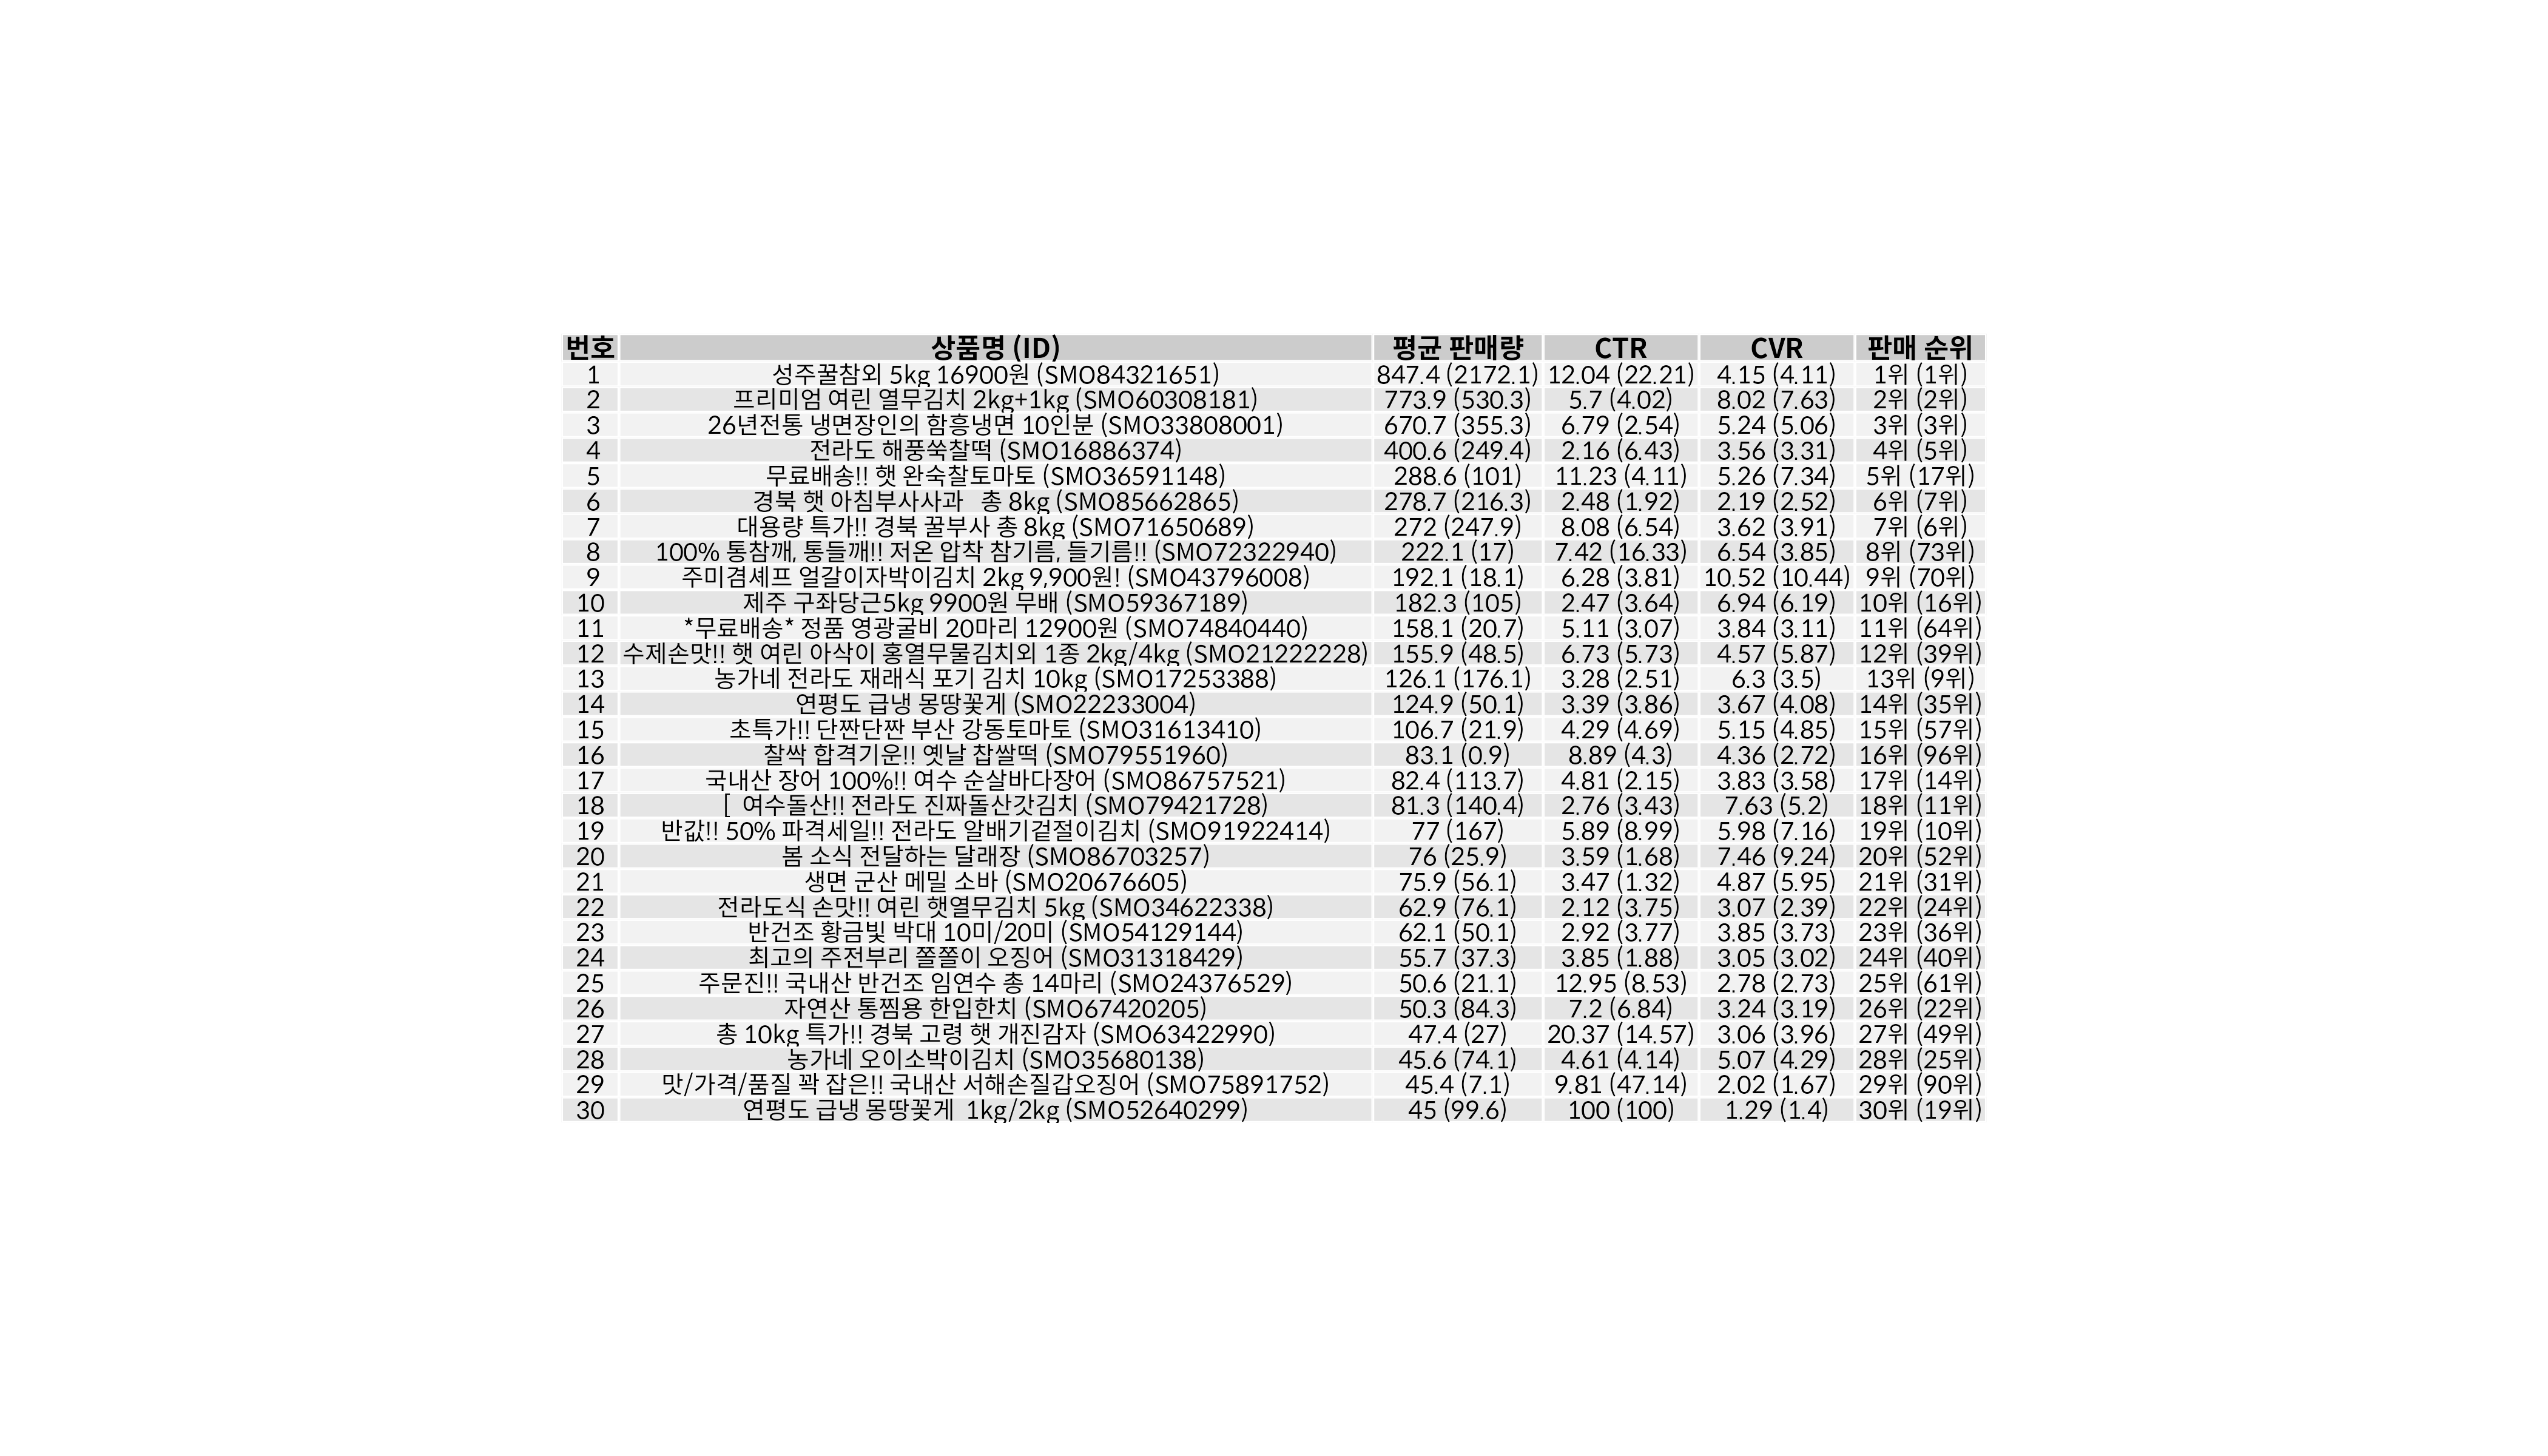 번호 상품명 (ID) 평균 판매량 CTR CVR 판매 순위
1 성주꿀참외 5kg 16900원 (SMO84321651) 847.4 (2172.1) 12.04 (22.21) 4.15 (4.11) 1위 (1위)
2 프리미엄 여린 열무김치 2kg+1kg (SMO60308181) 773.9 (530.3) 5.7 (4.02) 8.02 (7.63) 2위 (2위)
3 26년전통 냉면장인의 함흥냉면 10인분 (SMO33808001) 670.7 (355.3) 6.79 (2.54) 5.24 (5.06) 3위 (3위)
4 전라도 해풍쑥찰떡 (SMO16886374) 400.6 (249.4) 2.16 (6.43) 3.56 (3.31) 4위 (5위)
5 무료배송!! 햇 완숙찰토마토 (SMO36591148) 288.6 (101) 11.23 (4.11) 5.26 (7.34) 5위 (17위)
6 경북 햇 아침부사사과 총 8kg (SMO85662865) 278.7 (216.3) 2.48 (1.92) 2.19 (2.52) 6위 (7위)
7 대용량 특가!! 경북 꿀부사 총 8kg (SMO71650689) 272 (247.9) 8.08 (6.54) 3.62 (3.91) 7위 (6위)
8 100% 통참깨, 통들깨!! 저온 압착 참기름, 들기름!! (SMO72322940) 222.1 (17) 7.42 (16.33) 6.54 (3.85) 8위 (73위)
9 주미겸셰프 얼갈이자박이김치 2kg 9,900원! (SMO43796008) 192.1 (18.1) 6.28 (3.81) 10.52 (10.44) 9위 (70위)
10 제주 구좌당근5kg 9900원 무배 (SMO59367189) 182.3 (105) 2.47 (3.64) 6.94 (6.19) 10위 (16위)
11 *무료배송* 정품 영광굴비 20마리 12900원 (SMO74840440) 158.1 (20.7) 5.11 (3.07) 3.84 (3.11) 11위 (64위)
12 수제손맛!! 햇 여린 아삭이 홍열무물김치외 1종 2kg/4kg (SMO21222228) 155.9 (48.5) 6.73 (5.73) 4.57 (5.87) 12위 (39위)
13 농가네 전라도 재래식 포기 김치 10kg (SMO17253388) 126.1 (176.1) 3.28 (2.51) 6.3 (3.5) 13위 (9위)
14 연평도 급냉 몽땅꽃게 (SMO22233004) 124.9 (50.1) 3.39 (3.86) 3.67 (4.08) 14위 (35위)
15 초특가!! 단짠단짠 부산 강동토마토 (SMO31613410) 106.7 (21.9) 4.29 (4.69) 5.15 (4.85) 15위 (57위)
16 찰싹 합격기운!! 옛날 찹쌀떡 (SMO79551960) 83.1 (0.9) 8.89 (4.3) 4.36 (2.72) 16위 (96위)
17 국내산 장어 100%!! 여수 순살바다장어 (SMO86757521) 82.4 (113.7) 4.81 (2.15) 3.83 (3.58) 17위 (14위)
18 [ 여수돌산!! 전라도 진짜돌산갓김치 (SMO79421728) 81.3 (140.4) 2.76 (3.43) 7.63 (5.2) 18위 (11위)
19 반값!! 50% 파격세일!! 전라도 알배기겉절이김치 (SMO91922414) 77 (167) 5.89 (8.99) 5.98 (7.16) 19위 (10위)
20 봄 소식 전달하는 달래장 (SMO86703257) 76 (25.9) 3.59 (1.68) 7.46 (9.24) 20위 (52위)
21 생면 군산 메밀 소바 (SMO20676605) 75.9 (56.1) 3.47 (1.32) 4.87 (5.95) 21위 (31위)
22 전라도식 손맛!! 여린 햇열무김치 5kg (SMO34622338) 62.9 (76.1) 2.12 (3.75) 3.07 (2.39) 22위 (24위)
23 반건조 황금빛 박대 10미/20미 (SMO54129144) 62.1 (50.1) 2.92 (3.77) 3.85 (3.73) 23위 (36위)
24 최고의 주전부리 쫄쫄이 오징어 (SMO31318429) 55.7 (37.3) 3.85 (1.88) 3.05 (3.02) 24위 (40위)
25 주문진!! 국내산 반건조 임연수 총 14마리 (SMO24376529) 50.6 (21.1) 12.95 (8.53) 2.78 (2.73) 25위 (61위)
26 자연산 통찜용 한입한치 (SMO67420205) 50.3 (84.3) 7.2 (6.84) 3.24 (3.19) 26위 (22위)
27 총 10kg 특가!! 경북 고령 햇 개진감자 (SMO63422990) 47.4 (27) 20.37 (14.57) 3.06 (3.96) 27위 (49위)
28 농가네 오이소박이김치 (SMO35680138) 45.6 (74.1) 4.61 (4.14) 5.07 (4.29) 28위 (25위)
29 맛/가격/품질 꽉 잡은!! 국내산 서해손질갑오징어 (SMO75891752) 45.4 (7.1) 9.81 (47.14) 2.02 (1.67) 29위 (90위)
30 연평도 급냉 몽땅꽃게 1kg/2kg (SMO52640299) 45 (99.6) 100 (100) 1.29 (1.4) 30위 (19위)